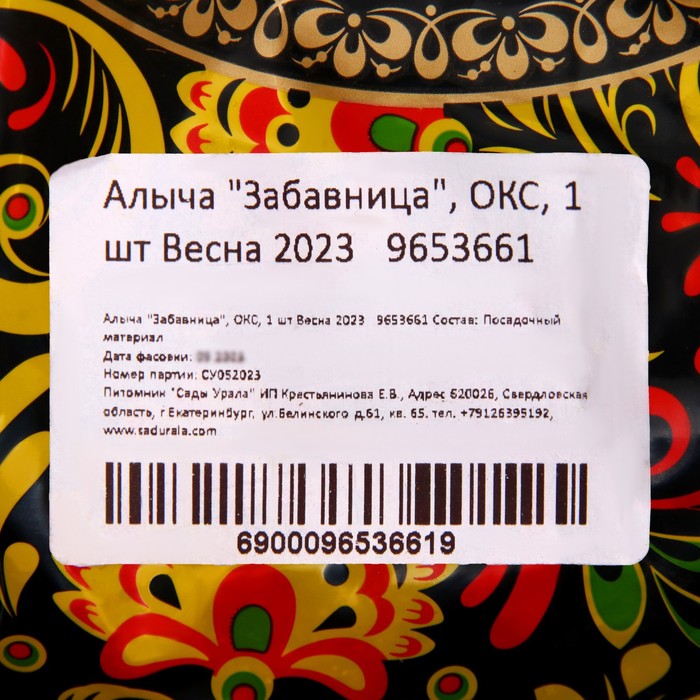 Алыча "Забавница", ОКС, 1
шт Весна 2023 9653661
Алыча "Забавница", ОКС, 1 шт Весна 2023 9653661 Состав: Посадочный
материал
Дата фасовки:
Номер партии: СУ052023
Питомник "Сады Урала" ИП Крестьянинова Е.В., Адрес 620026, Свердловская
область, г Екатеринбург, ул.Белинского д.61, кв. 65. тел. +79126395192,
www.sadurala.com
6900096536619